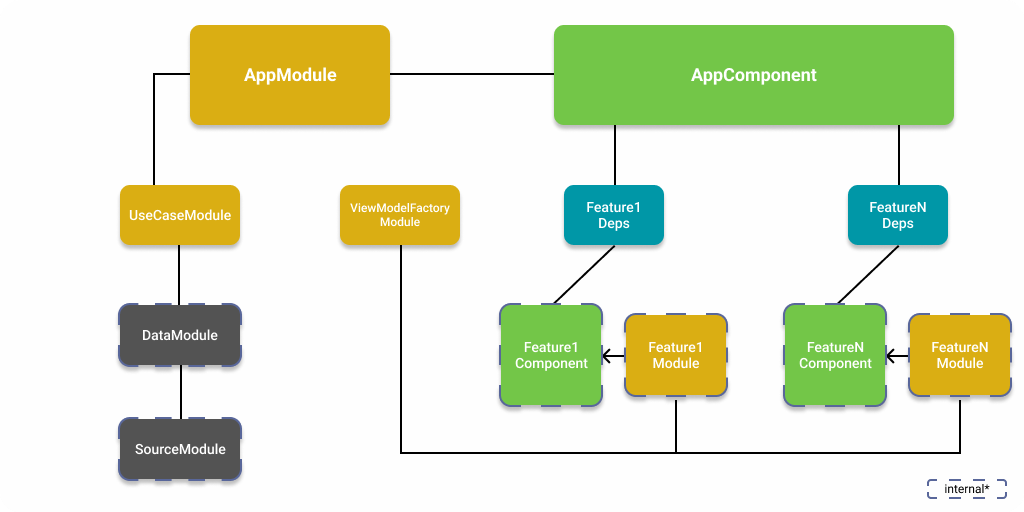 AppModule
AppComponent
UseCaseModule
ViewModelFactory
Module
Feature1
Deps
FeatureN
Deps
DataModule
Feature1
Component
Feature1
Module
FeatureN
Component
FeatureN
Module
SourceModule
internal*